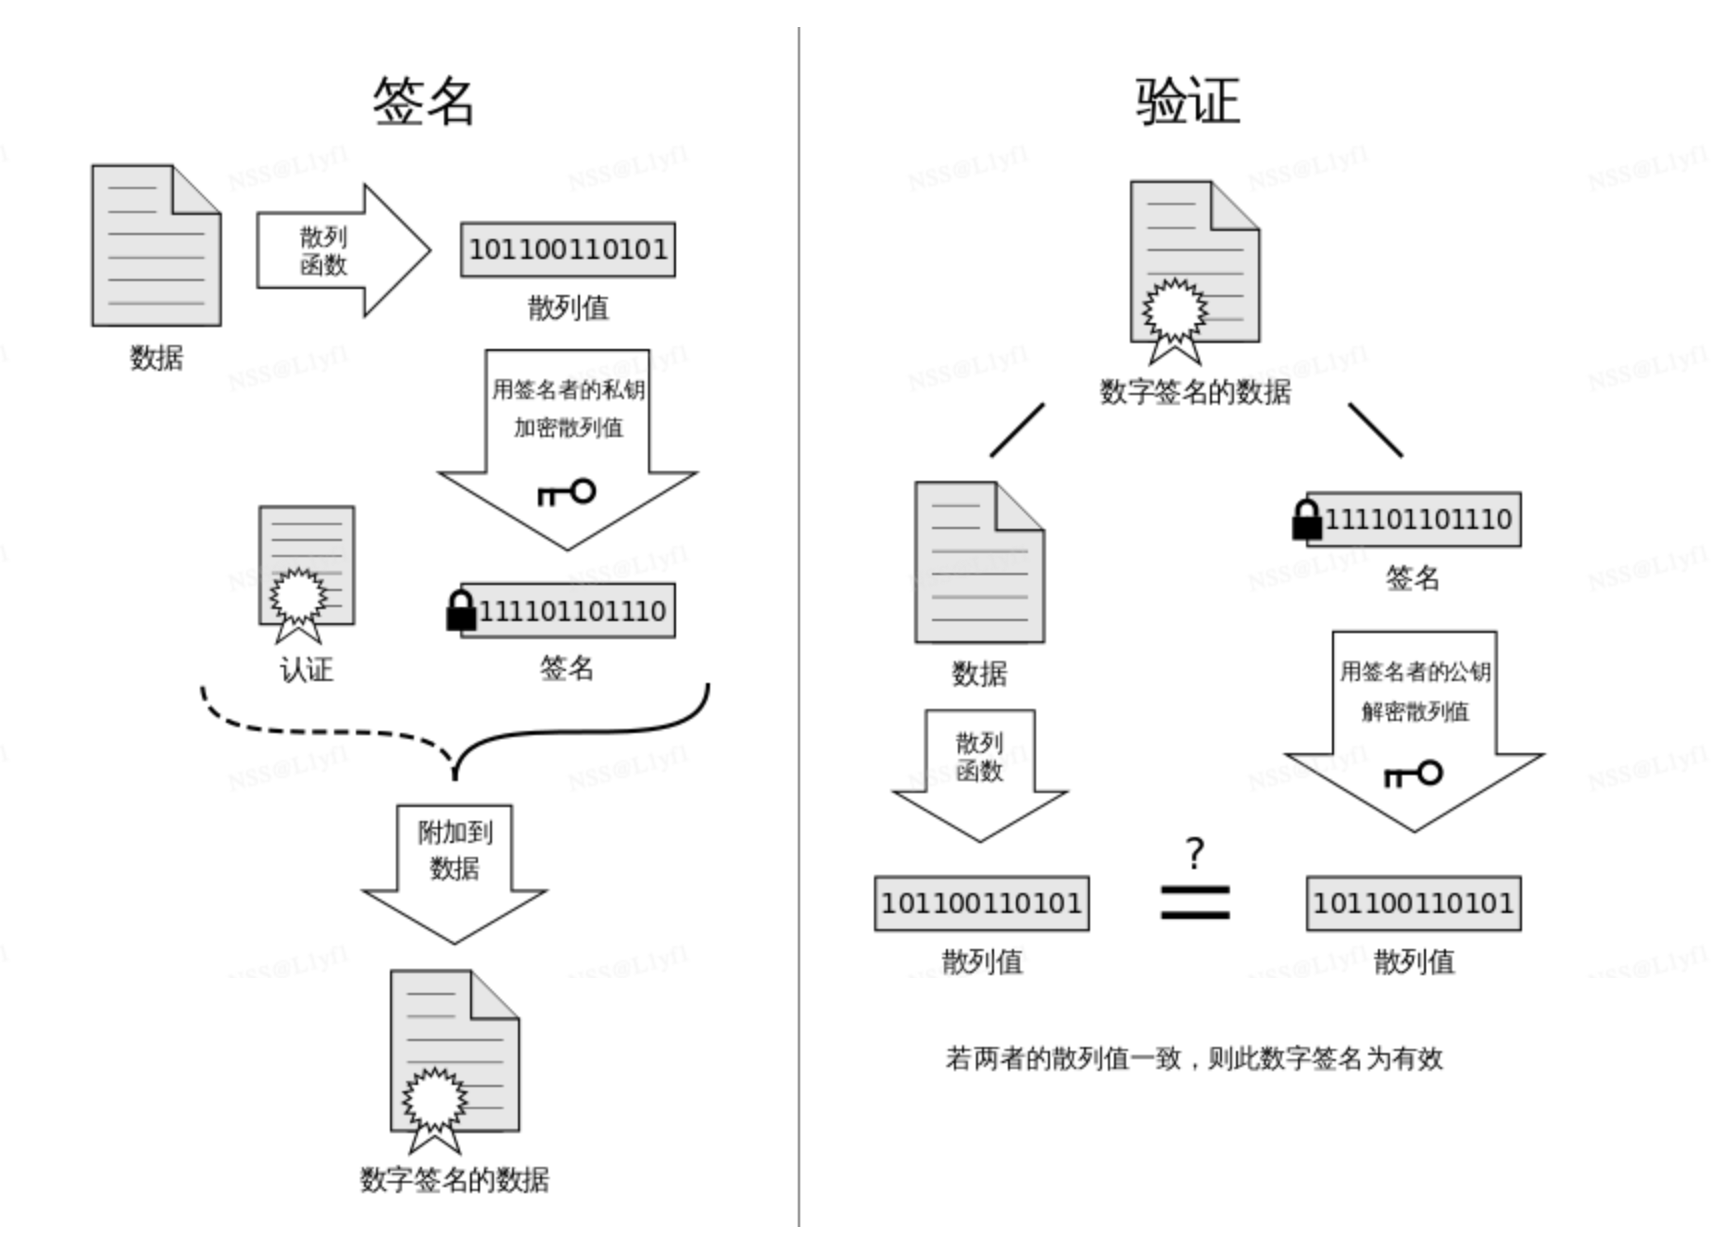 签名
散列
函数
101100110101
散列值
数据
用签名者的私钥
加密散列值
认证
111101101110
签名
附加到
数据
数字签名的数据
验证
数字签名的数据
数据
111101101110
签名
散列
函数
用签名者的公钥
解密散列值
101100110101
散列值
?
101100110101
散列值
若两者的散列值一致，则此数字签名为有效